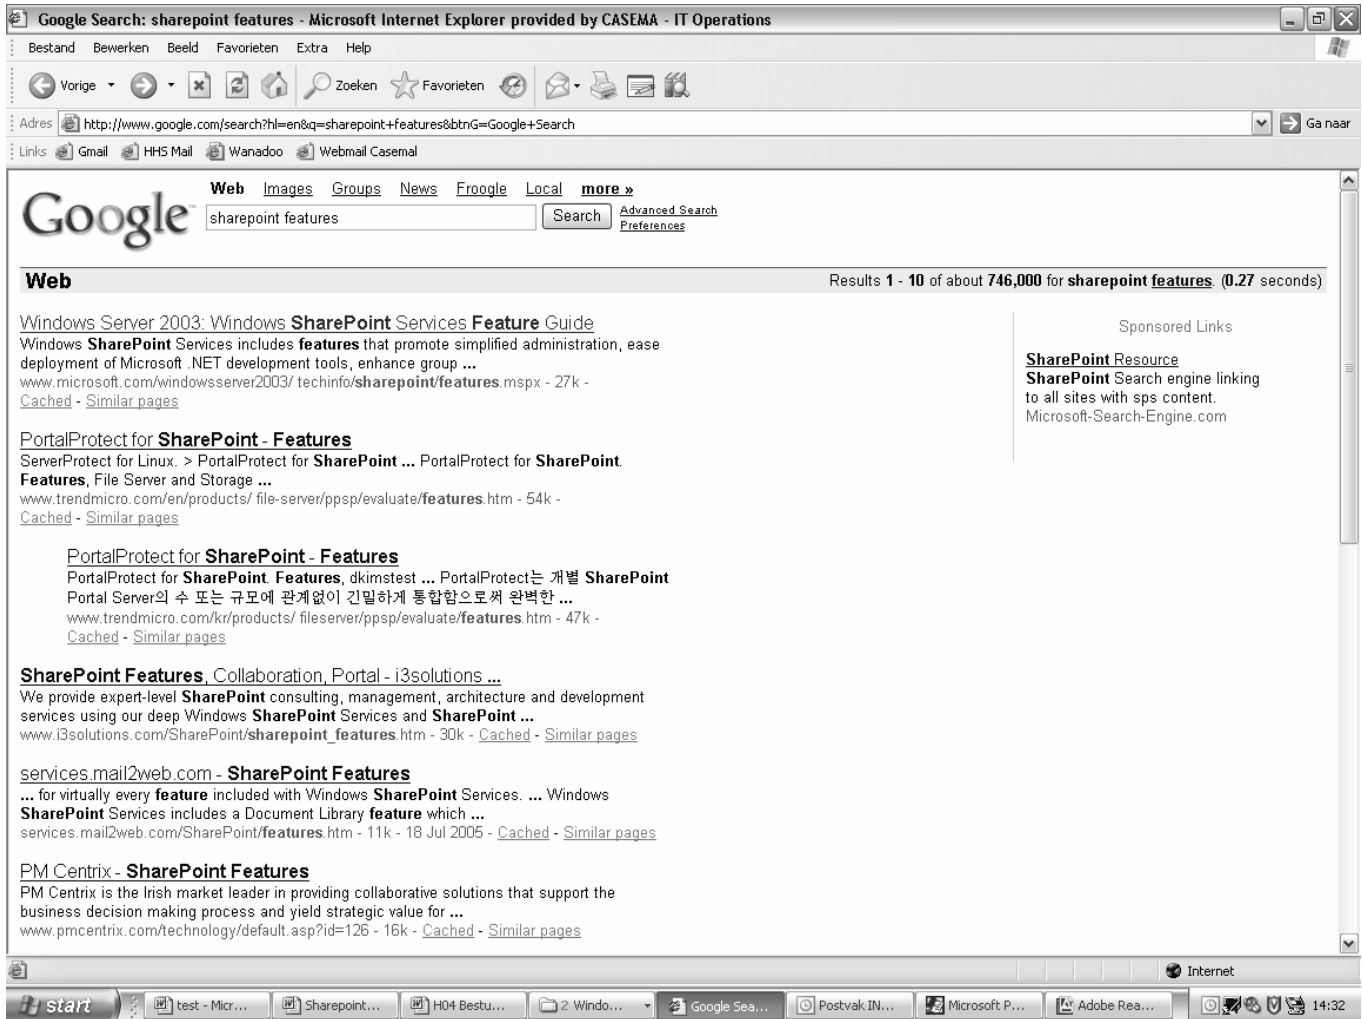 Google Search: sharepoint features - Microsoft Internet Explorer provided by CASEMA - IT Operations
Bestand Bewerken Beeld Favorieten Extra Help
Vorige Zoeken Favorieten
Adres http://www.google.com/search?hl=en&q=sharepoint+features&btnG=Google+Search Ga naar
Links Gmail HHS Mail Wanadoo Webmail Casemal
Google™
Web Images Groups News Froogle Local more »
sharepoint features Search Advanced Search
Preferences
Web Results 1 - 10 of about 746,000 for sharepoint features. (0.27 seconds)
Windows Server 2003: Windows SharePoint Services Feature Guide
Windows SharePoint Services includes features that promote simplified administration, ease
deployment of Microsoft .NET development tools, enhance group ...
www.microsoft.com/windowsserver2003/ techinfo/sharepoint/features.mspx - 27k -
Cached - Similar pages
Sponsored Links
SharePoint Resource
SharePoint Search engine linking
to all sites with sps content.
Microsoft-Search-Engine.com
PortalProtect for SharePoint - Features
ServerProtect for Linux. > PortalProtect for SharePoint ... PortalProtect for SharePoint.
Features, File Server and Storage ...
www.trendmicro.com/en/products/ file-server/ppsp/evaluate/features.htm - 54k -
Cached - Similar pages
PortalProtect for SharePoint - Features
PortalProtect for SharePoint. Features, dkimstest ... PortalProtect는 개별 SharePoint
Portal Server의 수 또는 규모에 관계없이 긴밀하게 통합함으로써 완벽한 ...
www.trendmicro.com/kr/products/ fileserver/ppsp/evaluate/features.htm - 47k -
Cached - Similar pages
SharePoint Features, Collaboration, Portal - i3solutions ...
We provide expert-level SharePoint consulting, management, architecture and development
services using our deep Windows SharePoint Services and SharePoint ...
www.i3solutions.com/SharePoint/sharepoint_features.htm - 30k - Cached - Similar pages
services.mail2web.com - SharePoint Features
... for virtually every feature included with Windows SharePoint Services. ... Windows
SharePoint Services includes a Document Library feature which ...
services.mail2web.com/SharePoint/features.htm - 11k - 18 Jul 2005 - Cached - Similar pages
PM Centrix - SharePoint Features
PM Centrix is the Irish market leader in providing collaborative solutions that support the
business decision making process and yield strategic value for ...
www.pmcentrix.com/technology/default.asp?id=126 - 16k - Cached - Similar pages
Internet
start test - Micr... Sharepoint... H04 Bestu... 2 Windo... Google Sea... Postvak IN... Microsoft P... Adobe Rea... 14:32